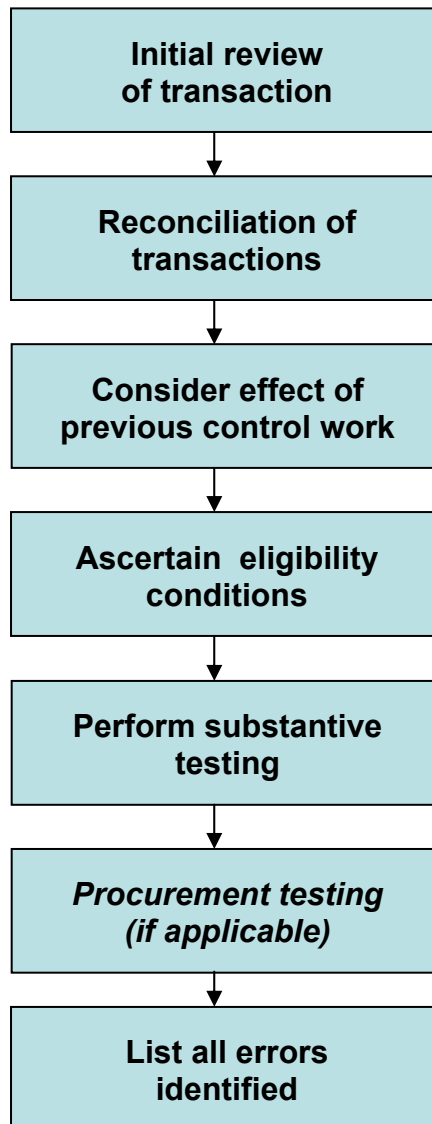 Initial review
of transaction
Reconciliation of
transactions
Consider effect of
previous control work
Ascertain eligibility
conditions
Perform substantive
testing
Procurement testing
(if applicable)
List all errors
identified